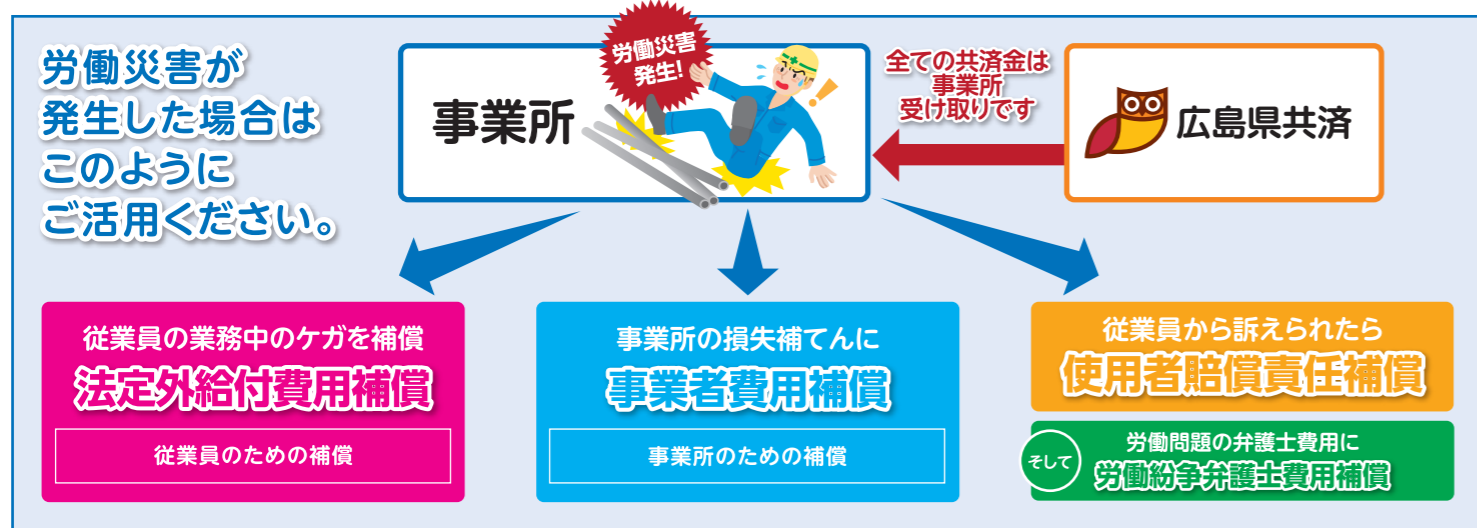 労働災害が
発生した場合は
このように
ご活用ください。
事業所
労働災害
発生!
全ての共済金は
事業所
受け取りです
広島県共済
従業員の業務中のケガを補償
法定外給付費用補償
従業員のための補償
事業所の損失補てんに
事業者費用補償
事業所のための補償
従業員から訴えられたら
使用者賠償責任補償
そして
労働問題の弁護士費用に
労働紛争弁護士費用補償